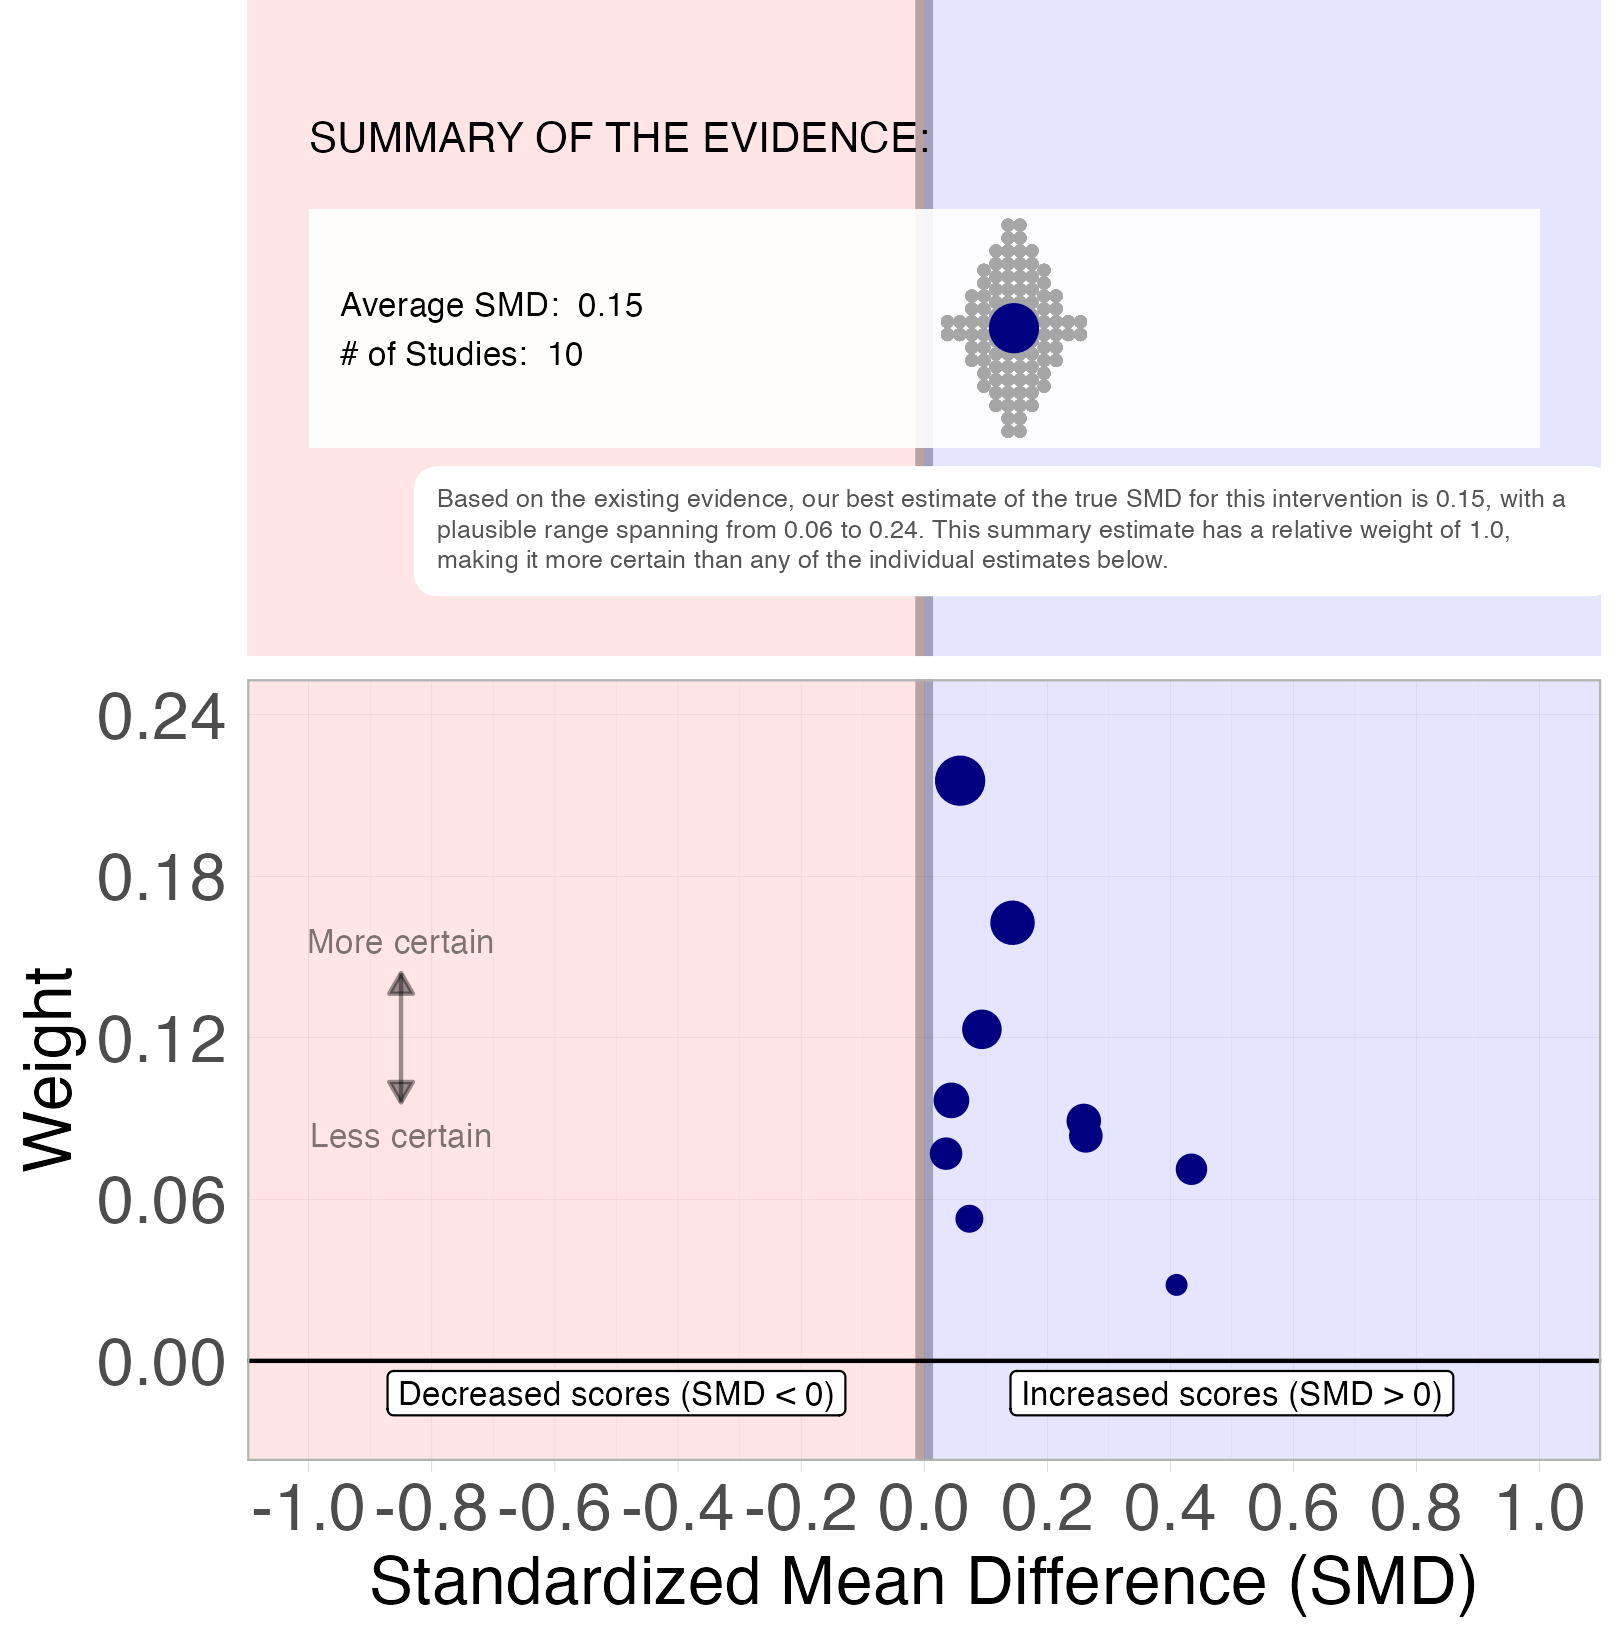 SUMMARY OF THE EVIDENCE:
Average SMD: 0.15
# of Studies: 10
Based on the existing evidence, our best estimate of the true SMD for this intervention is 0.15, with a
plausible range spanning from 0.06 to 0.24. This summary estimate has a relative weight of 1.0,
making it more certain than any of the individual estimates below.
Weight
0.24
0.18
0.12
0.06
0.00
More certain
Less certain
Decreased scores (SMD < 0)
Increased scores (SMD > 0)
-1.0 -0.8 -0.6 -0.4 -0.2 0.0 0.2 0.4 0.6 0.8 1.0
Standardized Mean Difference (SMD)